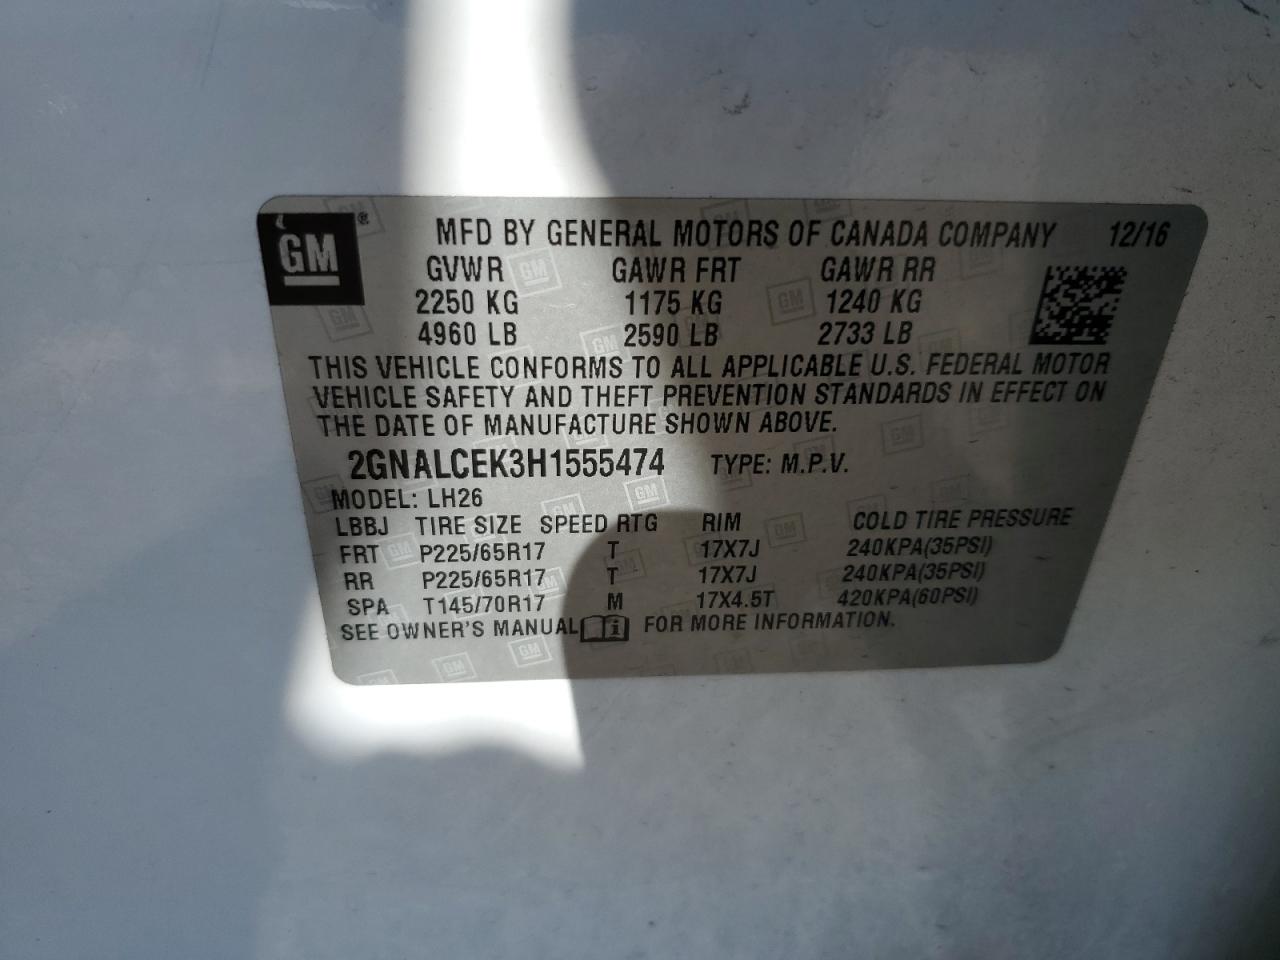 GM ® MFD BY GENERAL MOTORS OF CANADA COMPANY 12/16
GVWR GAWR FRT GAWR RR
2250 KG 1175 KG 1240 KG
4960 LB 2590 LB 2733 LB
THIS VEHICLE CONFORMS TO ALL APPLICABLE U.S. FEDERAL MOTOR
VEHICLE SAFETY AND THEFT PREVENTION STANDARDS IN EFFECT ON
THE DATE OF MANUFACTURE SHOWN ABOVE.
2GNALCEK3H1555474 TYPE: M.P.V.
MODEL: LH26
LBBJ TIRE SIZE SPEED RTG RIM COLD TIRE PRESSURE
FRT P225/65R17 T 17X7J 240KPA(35PSI)
RR P225/65R17 T 17X7J 240KPA(35PSI)
SPA T145/70R17 M 17X4.5T 420KPA(60PSI)
SEE OWNER'S MANUAL i FOR MORE INFORMATION.